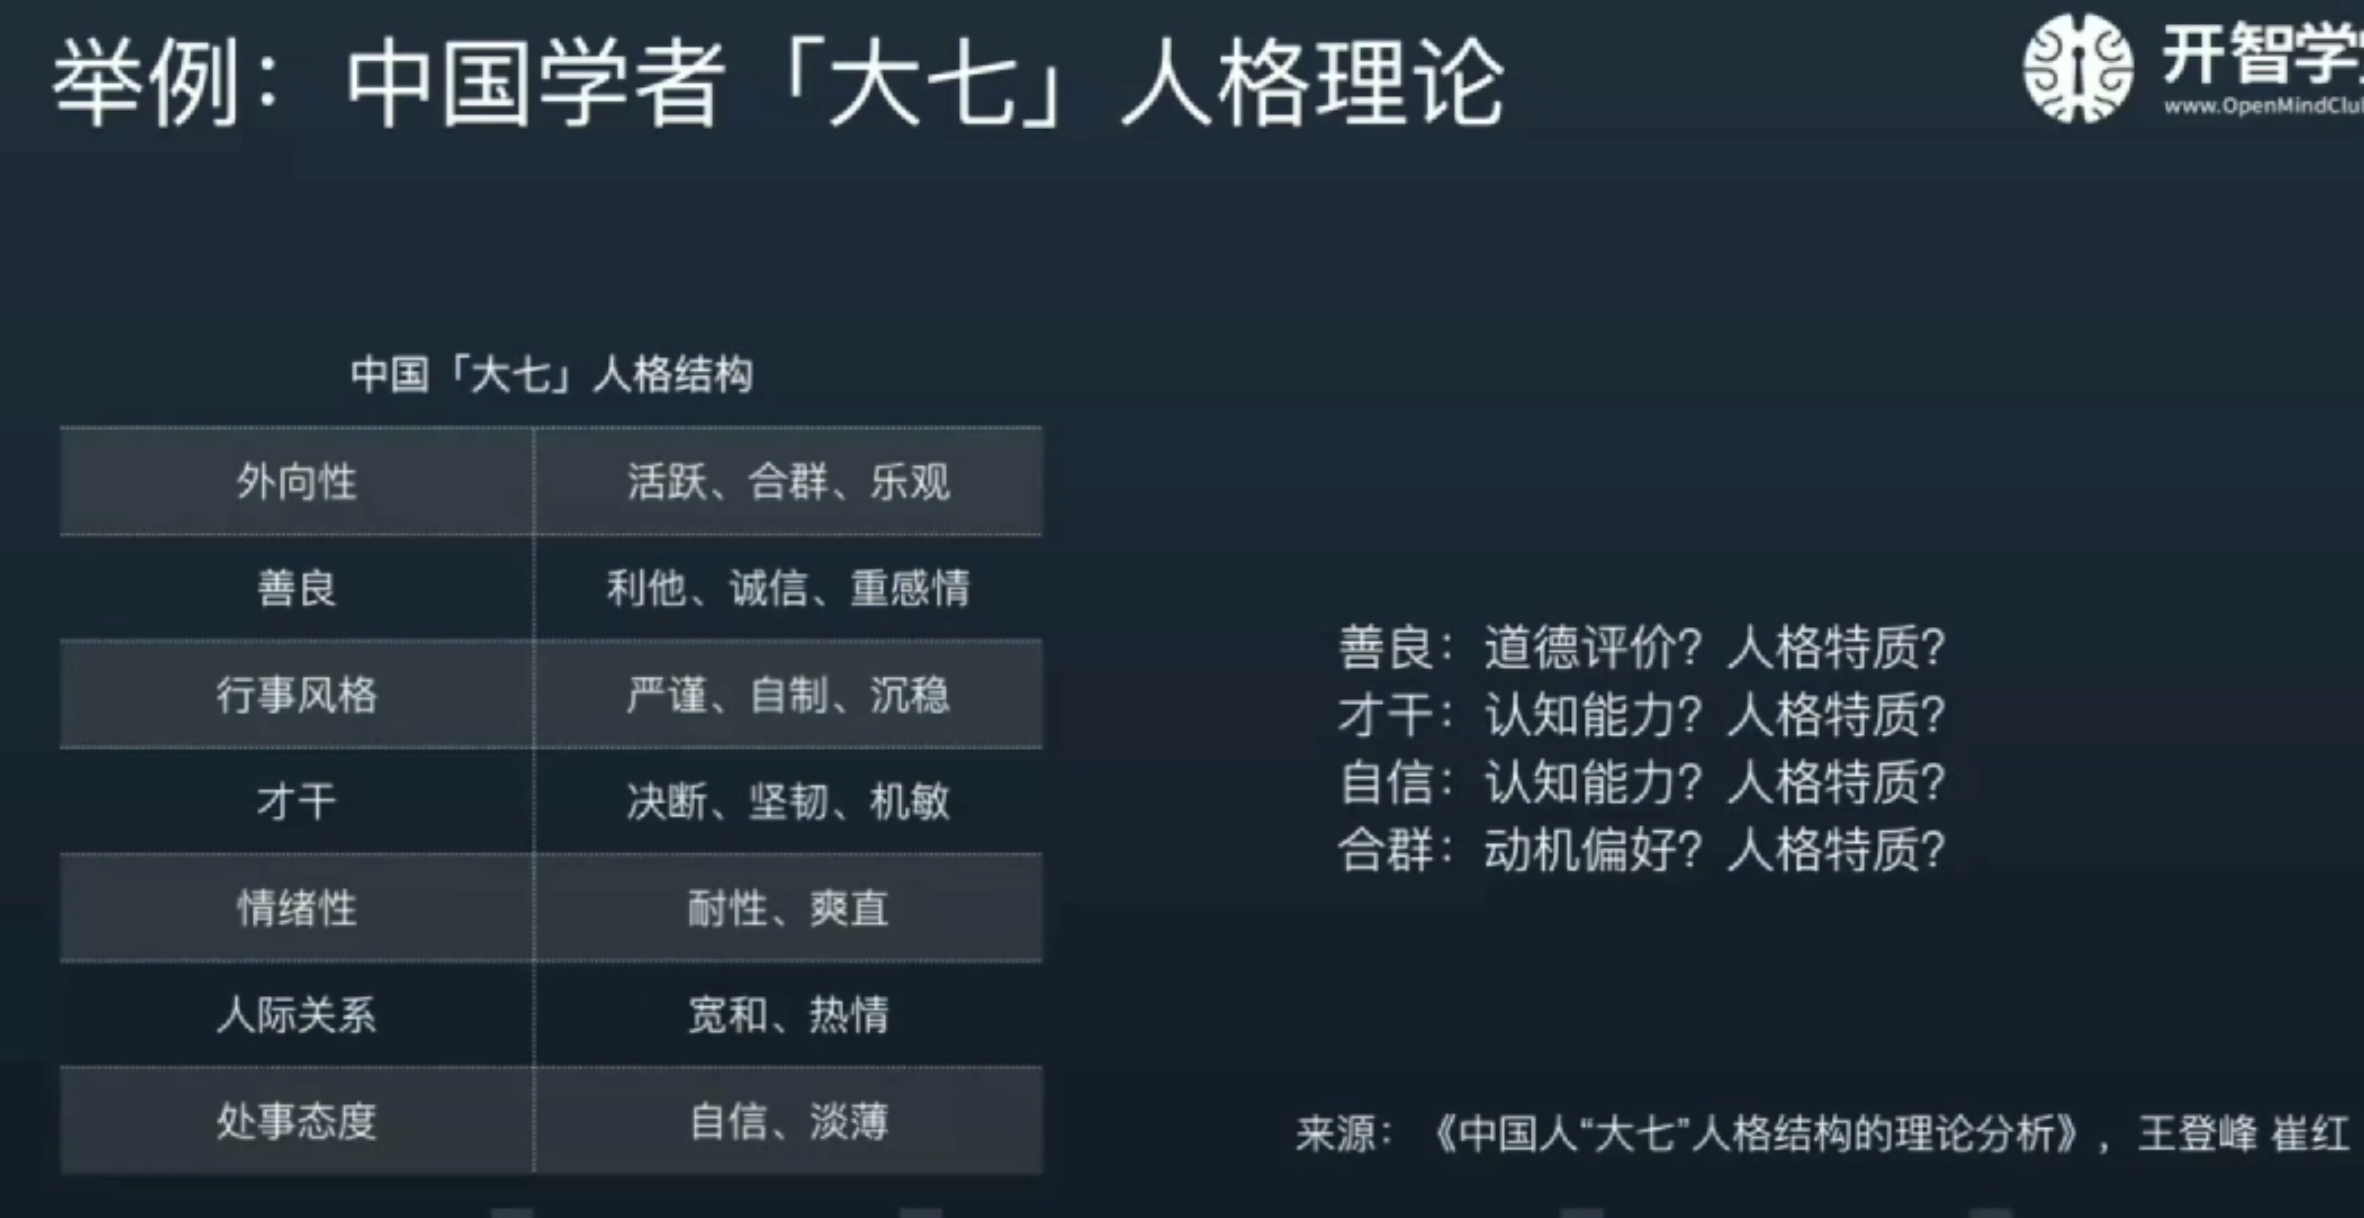 举例：中国学者「大七」人格理论
开智学
www.OpenMindClu
中国「大七」人格结构
外向性 活跃、合群、乐观
善良 利他、诚信、重感情
行事风格 严谨、自制、沉稳
才干 决断、坚韧、机敏
情绪性 耐性、爽直
人际关系 宽和、热情
处事态度 自信、淡薄
善良：道德评价？人格特质？
才干：认知能力？人格特质？
自信：认知能力？人格特质？
合群：动机偏好？人格特质？
来源：《中国人“大七”人格结构的理论分析》，王登峰 崔红